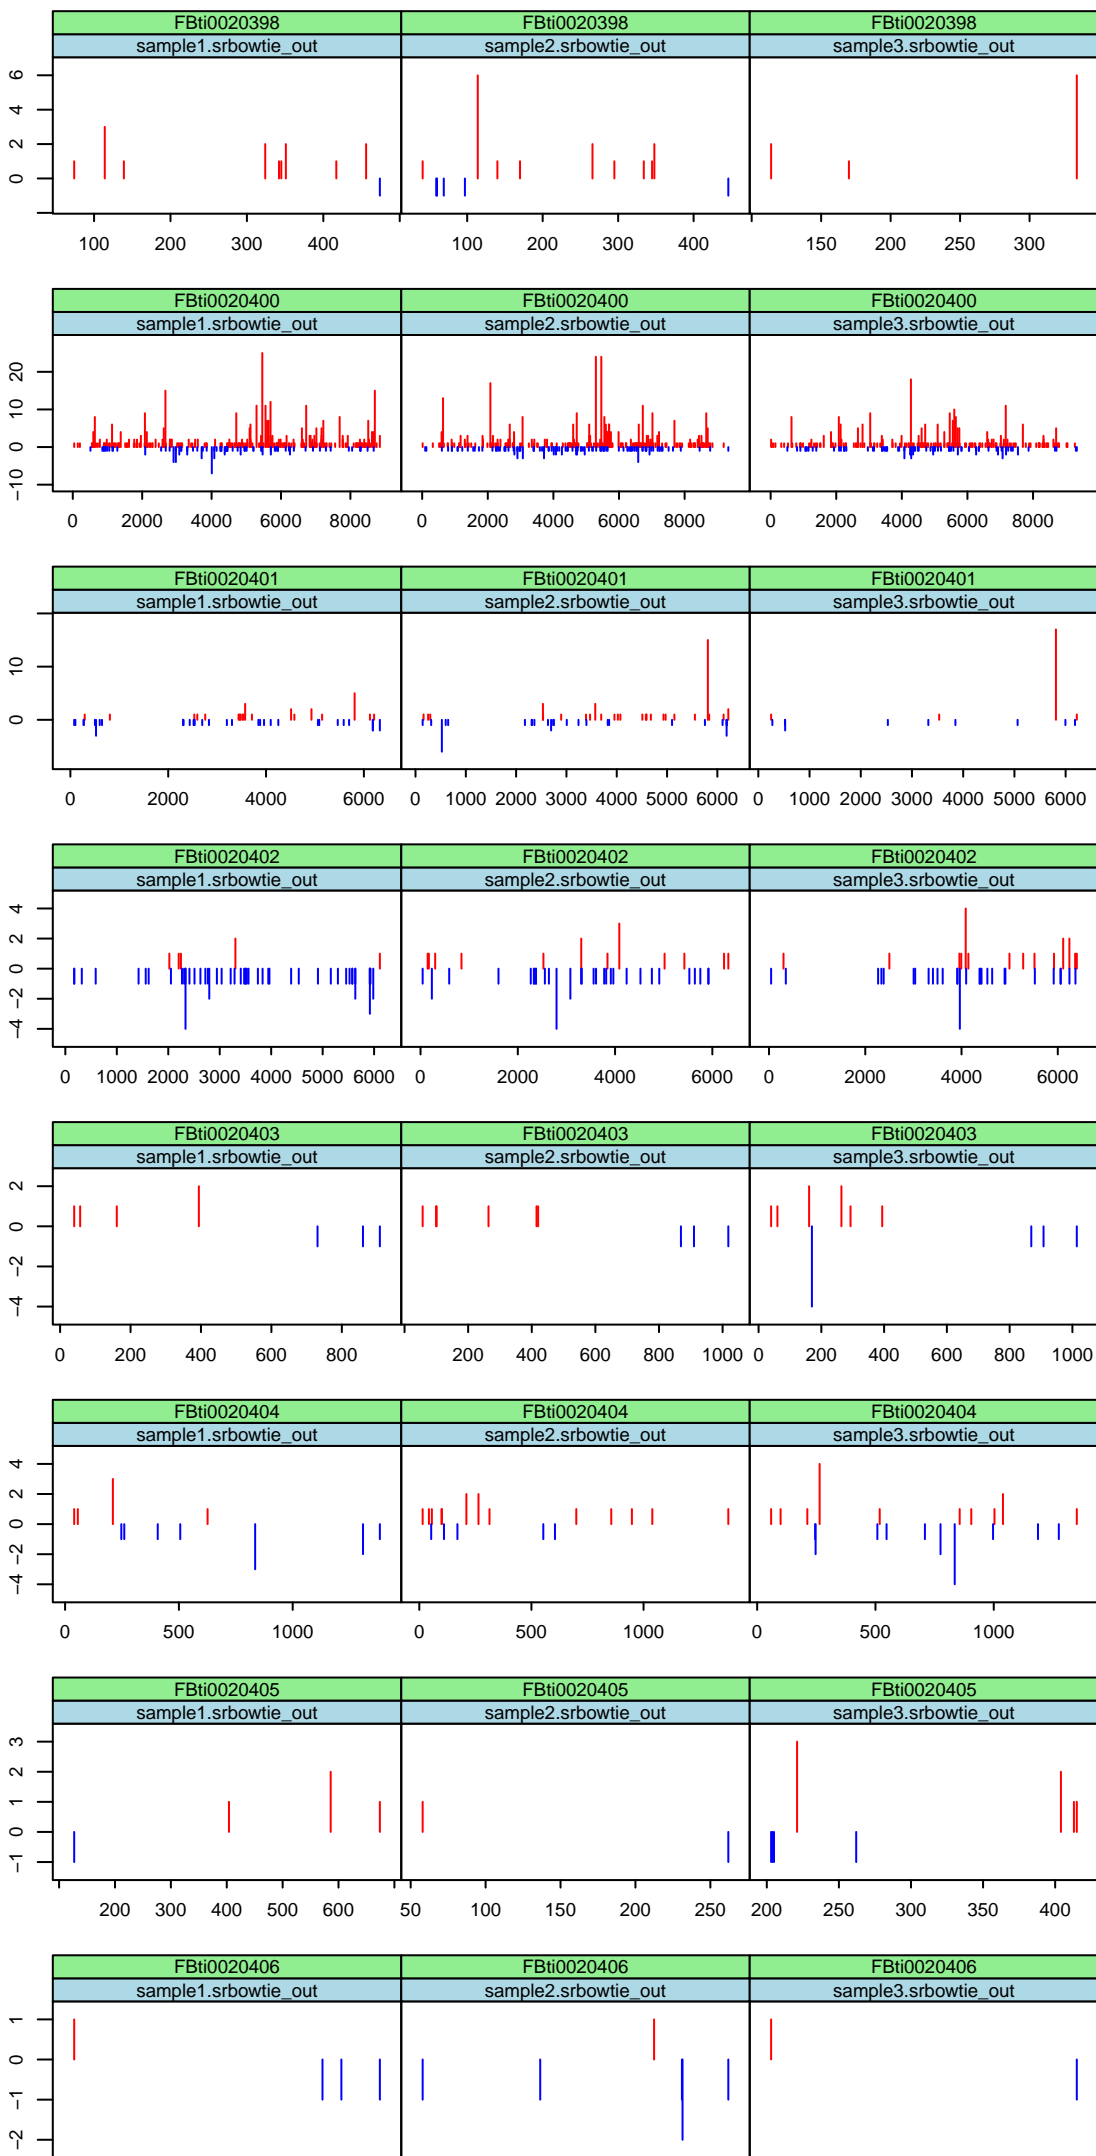 FBti0020398 FBti0020398 FBti0020398
sample1.srbowtie_out sample2.srbowtie_out sample3.srbowtie_out
6
4
2
0
100 200 300 400 100 200 300 400 150 200 250 300
FBti0020400 FBti0020400 FBti0020400
sample1.srbowtie_out sample2.srbowtie_out sample3.srbowtie_out
20
10
0
−10
0 2000 4000 6000 8000 0 2000 4000 6000 8000 0 2000 4000 6000 8000
FBti0020401 FBti0020401 FBti0020401
sample1.srbowtie_out sample2.srbowtie_out sample3.srbowtie_out
10
0
0 2000 4000 6000 0 1000 2000 3000 4000 5000 6000 0 1000 2000 3000 4000 5000 6000
FBti0020402 FBti0020402 FBti0020402
sample1.srbowtie_out sample2.srbowtie_out sample3.srbowtie_out
4
2
0
−2
−4
0 1000 2000 3000 4000 5000 6000 0 2000 4000 6000 0 2000 4000 6000
FBti0020403 FBti0020403 FBti0020403
sample1.srbowtie_out sample2.srbowtie_out sample3.srbowtie_out
2
0
−2
−4
0 200 400 600 800 200 400 600 800 1000 0 200 400 600 800 1000
FBti0020404 FBti0020404 FBti0020404
sample1.srbowtie_out sample2.srbowtie_out sample3.srbowtie_out
4
2
0
−2
−4
0 500 1000 0 500 1000 0 500 1000
FBti0020405 FBti0020405 FBti0020405
sample1.srbowtie_out sample2.srbowtie_out sample3.srbowtie_out
3
2
1
0
−1
200 300 400 500 600 50 100 150 200 250 200 250 300 350 400
FBti0020406 FBti0020406 FBti0020406
sample1.srbowtie_out sample2.srbowtie_out sample3.srbowtie_out
1
0
−1
−2